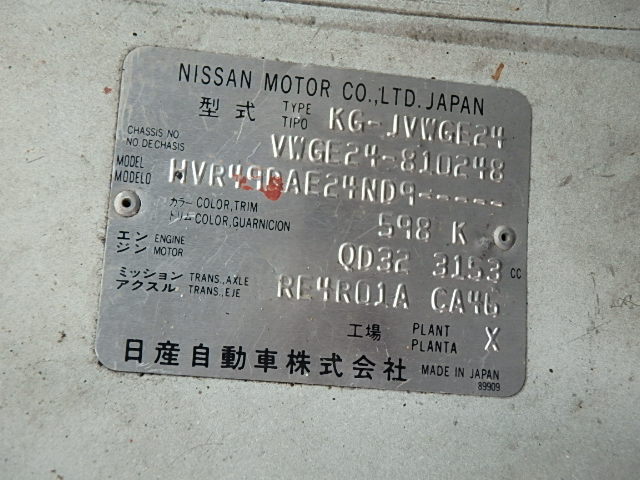 NISSAN MOTOR CO.,LTD. JAPAN
型式 TYPE TIPO KG-JVWGE24
CHASSIS NO NO.DE CHASIS VWGE24-810248
MODEL MODELO HVR49DAE24ND9-----
カラー COLOR,TRIM
トリム COLOR,GUARNICION 598 K
エンジン ENGINE MOTOR QD32 3153 CC
ミッション TRANS.,AXLE
アクスル TRANS.,EJE RE4R01A CA46
工場 PLANT PLANTA X
日産自動車株式会社 MADE IN JAPAN
89909